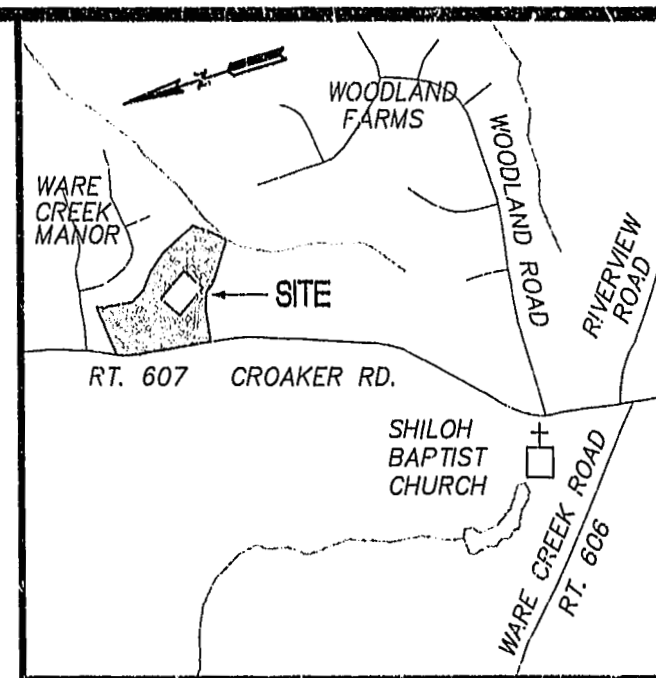 N
WOODLAND
FARMS
WOODLAND ROAD
WARE
CREEK
MANOR
SITE
RIVERVIEW
ROAD
RT. 607 CROAKER RD.
SHILOH
BAPTIST
CHURCH
WARE CREEK ROAD
RT. 606